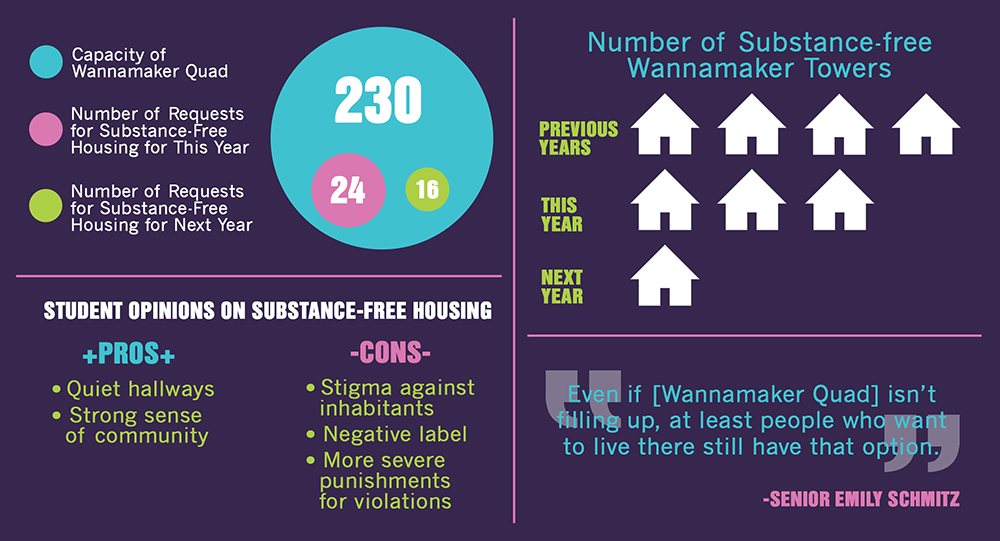 Capacity of
Wannamaker Quad
Number of Requests
for Substance-Free
Housing for This Year
Number of Requests
for Substance-Free
Housing for Next Year
230
24
16
STUDENT OPINIONS ON SUBSTANCE-FREE HOUSING
+PROS+
• Quiet hallways
• Strong sense
of community
-CONS-
• Stigma against
inhabitants
• Negative label
• More severe
punishments
for violations
Number of Substance-free
Wannamaker Towers
PREVIOUS
YEARS
THIS
YEAR
NEXT
YEAR
“Even if [Wannamaker Quad] isn’t
filling up, at least people who want
to live there still have that option.”
-SENIOR EMILY SCHMITZ